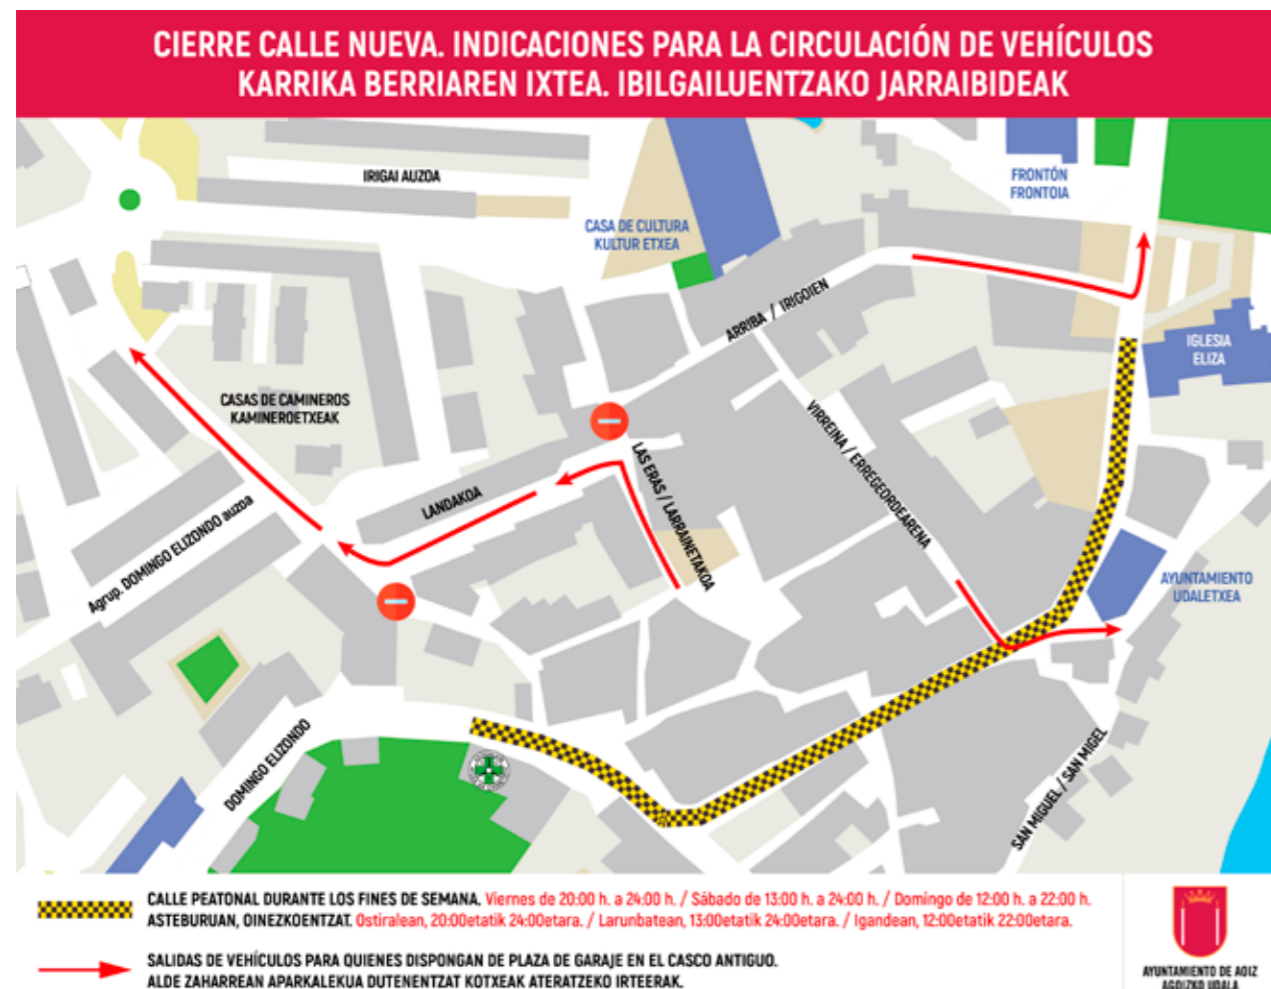 CIERRE CALLE NUEVA. INDICACIONES PARA LA CIRCULACIÓN DE VEHÍCULOS
KARRIKA BERRIAREN IXTEA. IBILGAILUENTZAKO JARRAIBIDEAK
IRIGAI AUZOA
FRONTÓN
FRONTOIA
CASA DE CULTURA
KULTUR ETXEA
ARRIBA / IRIGOIEN
IGLESIA
ELIZA
CASAS DE CAMINEROS
KAMINEROETXEAK
VIRREINA / ERREGEORDEARENA
LAS ERAS / LARRAINETAKOA
LANDAKOA
Agrup. DOMINGO ELIZONDO auzoa
AYUNTAMIENTO
UDALETXEA
DOMINGO ELIZONDO
SAN MIGUEL / SAN MIGEL
CALLE PEATONAL DURANTE LOS FINES DE SEMANA. Viernes de 20:00 h. a 24:00 h. / Sábado de 13:00 h. a 24:00 h. / Domingo de 12:00 h. a 22:00 h.
ASTEBURUAN, OINEZKOENTZAT. Ostiralean, 20:00etatik 24:00etara. / Larunbatean, 13:00etatik 24:00etara. / Igandean, 12:00etatik 22:00etara.
SALIDAS DE VEHÍCULOS PARA QUIENES DISPONGAN DE PLAZA DE GARAJE EN EL CASCO ANTIGUO.
ALDE ZAHARREAN APARKALEKUA DUTENENTZAT KOTXEAK ATERATZEKO IRTEERAK.
AYUNTAMIENTO DE AOIZ
AGOIZKO UDALA